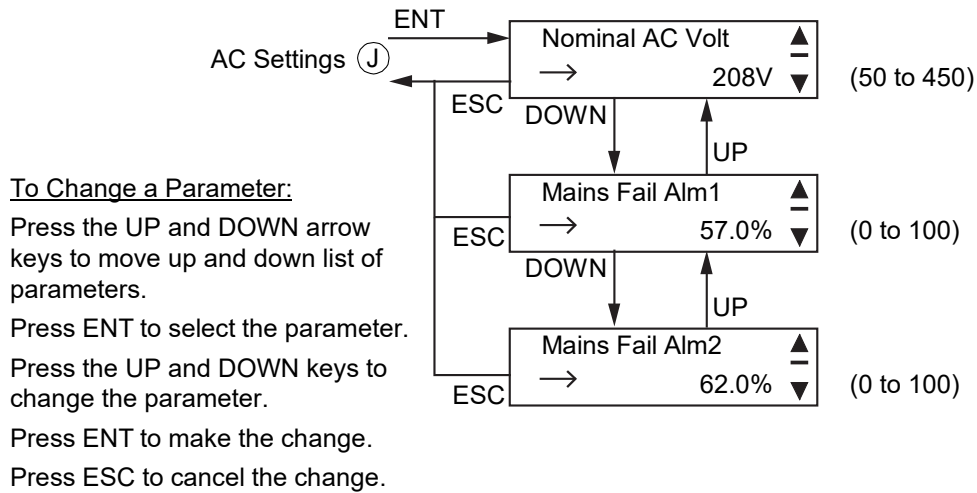 ENT
AC Settings J
Nominal AC Volt
→ 208V
(50 to 450)
ESC
DOWN
UP
To Change a Parameter:
Press the UP and DOWN arrow
keys to move up and down list of
parameters.
Press ENT to select the parameter.
Press the UP and DOWN keys to
change the parameter.
Press ENT to make the change.
Press ESC to cancel the change.
Mains Fail Alm1
→ 57.0%
(0 to 100)
ESC
DOWN
UP
Mains Fail Alm2
→ 62.0%
(0 to 100)
ESC